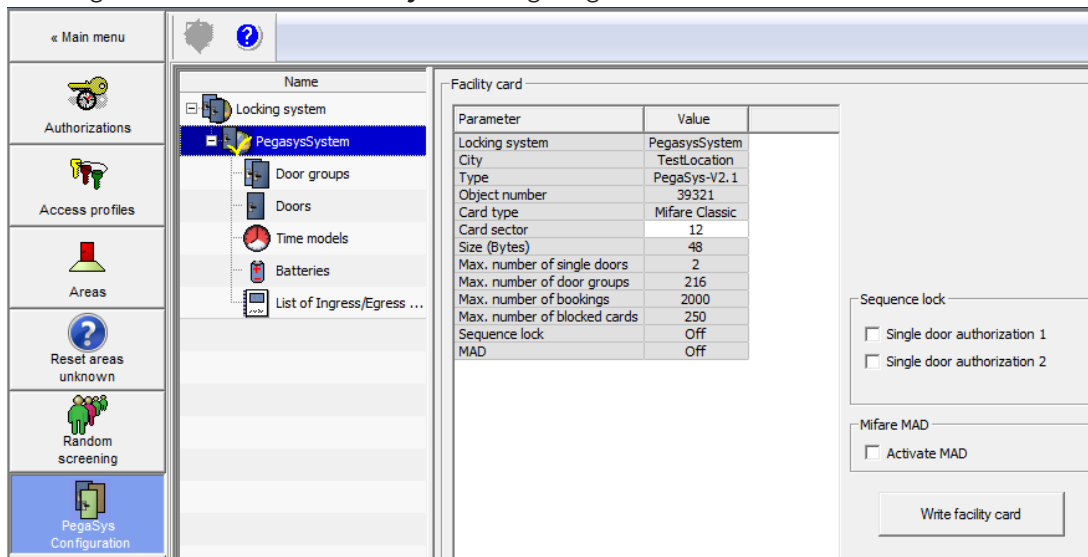 « Main menu
Authorizations
Access profiles
Areas
Reset areas
unknown
Random
screening
PegaSys
Configuration
Name
Locking system
PegasysSystem
Door groups
Doors
Time models
Batteries
List of Ingress/Egress ...
Facility card
Parameter Value
Locking system PegasysSystem
City TestLocation
Type PegaSys-V2.1
Object number 39321
Card type Mifare Classic
Card sector 12
Size (Bytes) 48
Max. number of single doors 2
Max. number of door groups 216
Max. number of bookings 2000
Max. number of blocked cards 250
Sequence lock Off
MAD Off
Sequence lock
Single door authorization 1
Single door authorization 2
Mifare MAD
Activate MAD
Write facility card